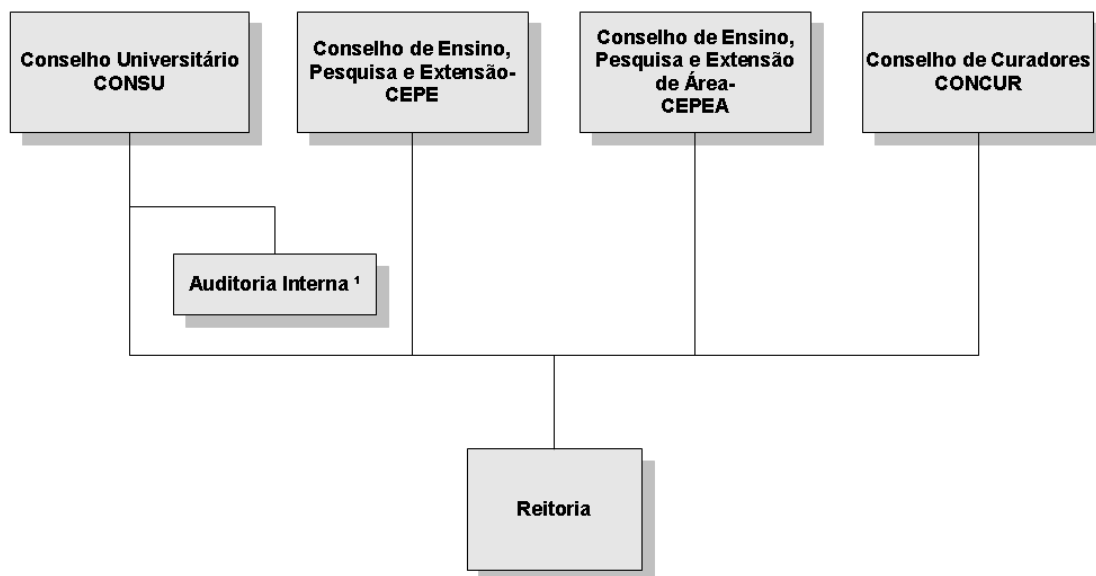 Conselho Universitário
CONSU
Conselho de Ensino,
Pesquisa e Extensão-
CEPE
Conselho de Ensino,
Pesquisa e Extensão
de Área-
CEPEA
Conselho de Curadores
CONCUR
Auditoria Interna ¹
Reitoria